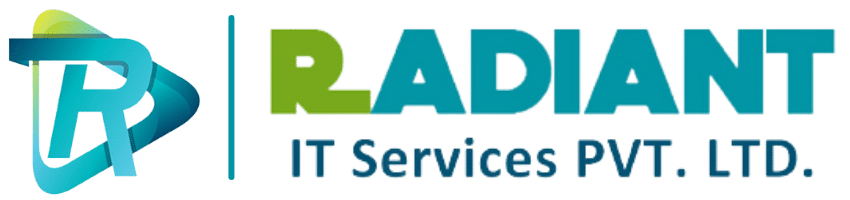 R
RADIANT
IT Services PVT. LTD.